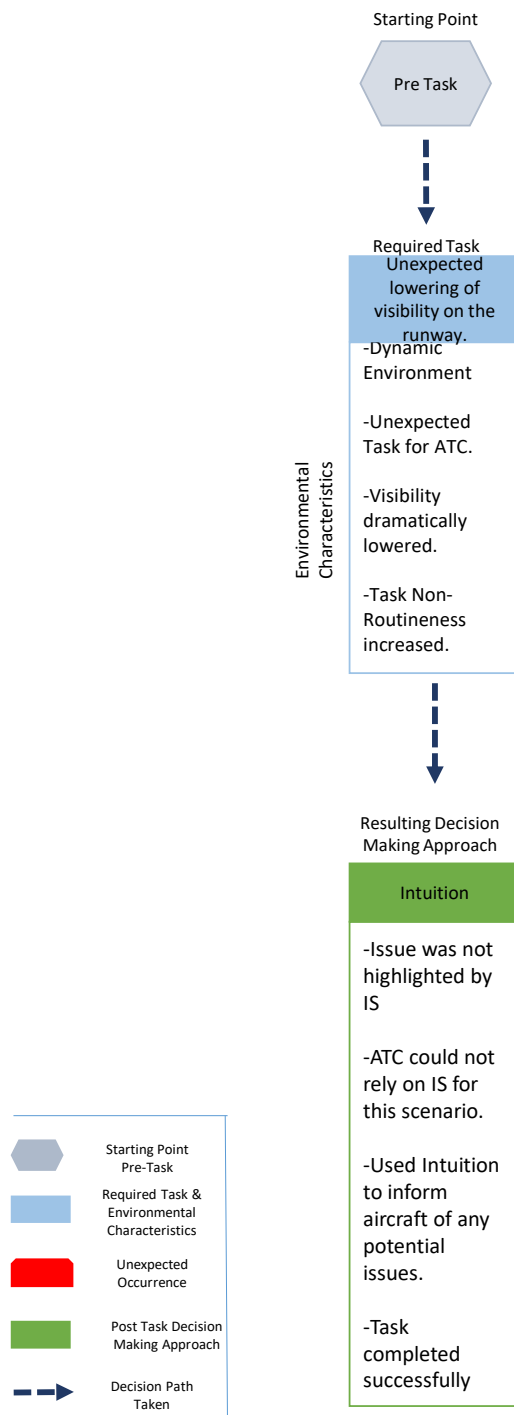 Starting Point
Pre Task
Required Task
Unexpected
lowering of
visibility on the
runway.
-Dynamic
Environment
-Unexpected
Task for ATC.
-Visibility
dramatically
lowered.
-Task Non-
Routineness
increased.
Environmental
Characteristics
Resulting Decision
Making Approach
Intuition
-Issue was not
highlighted by
IS
-ATC could not
rely on IS for
this scenario.
-Used Intuition
to inform
aircraft of any
potential
issues.
-Task
completed
successfully
Starting Point
Pre-Task
Required Task &
Environmental
Characteristics
Unexpected
Occurrence
Post Task Decision
Making Approach
Decision Path
Taken